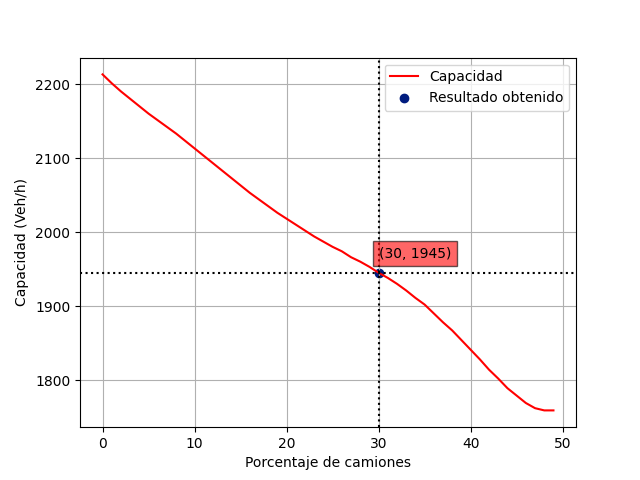 Capacidad
Resultado obtenido
2200
2100
2000
1900
1800
Capacidad (Veh/h)
(30, 1945)
0 10 20 30 40 50
Porcentaje de camiones